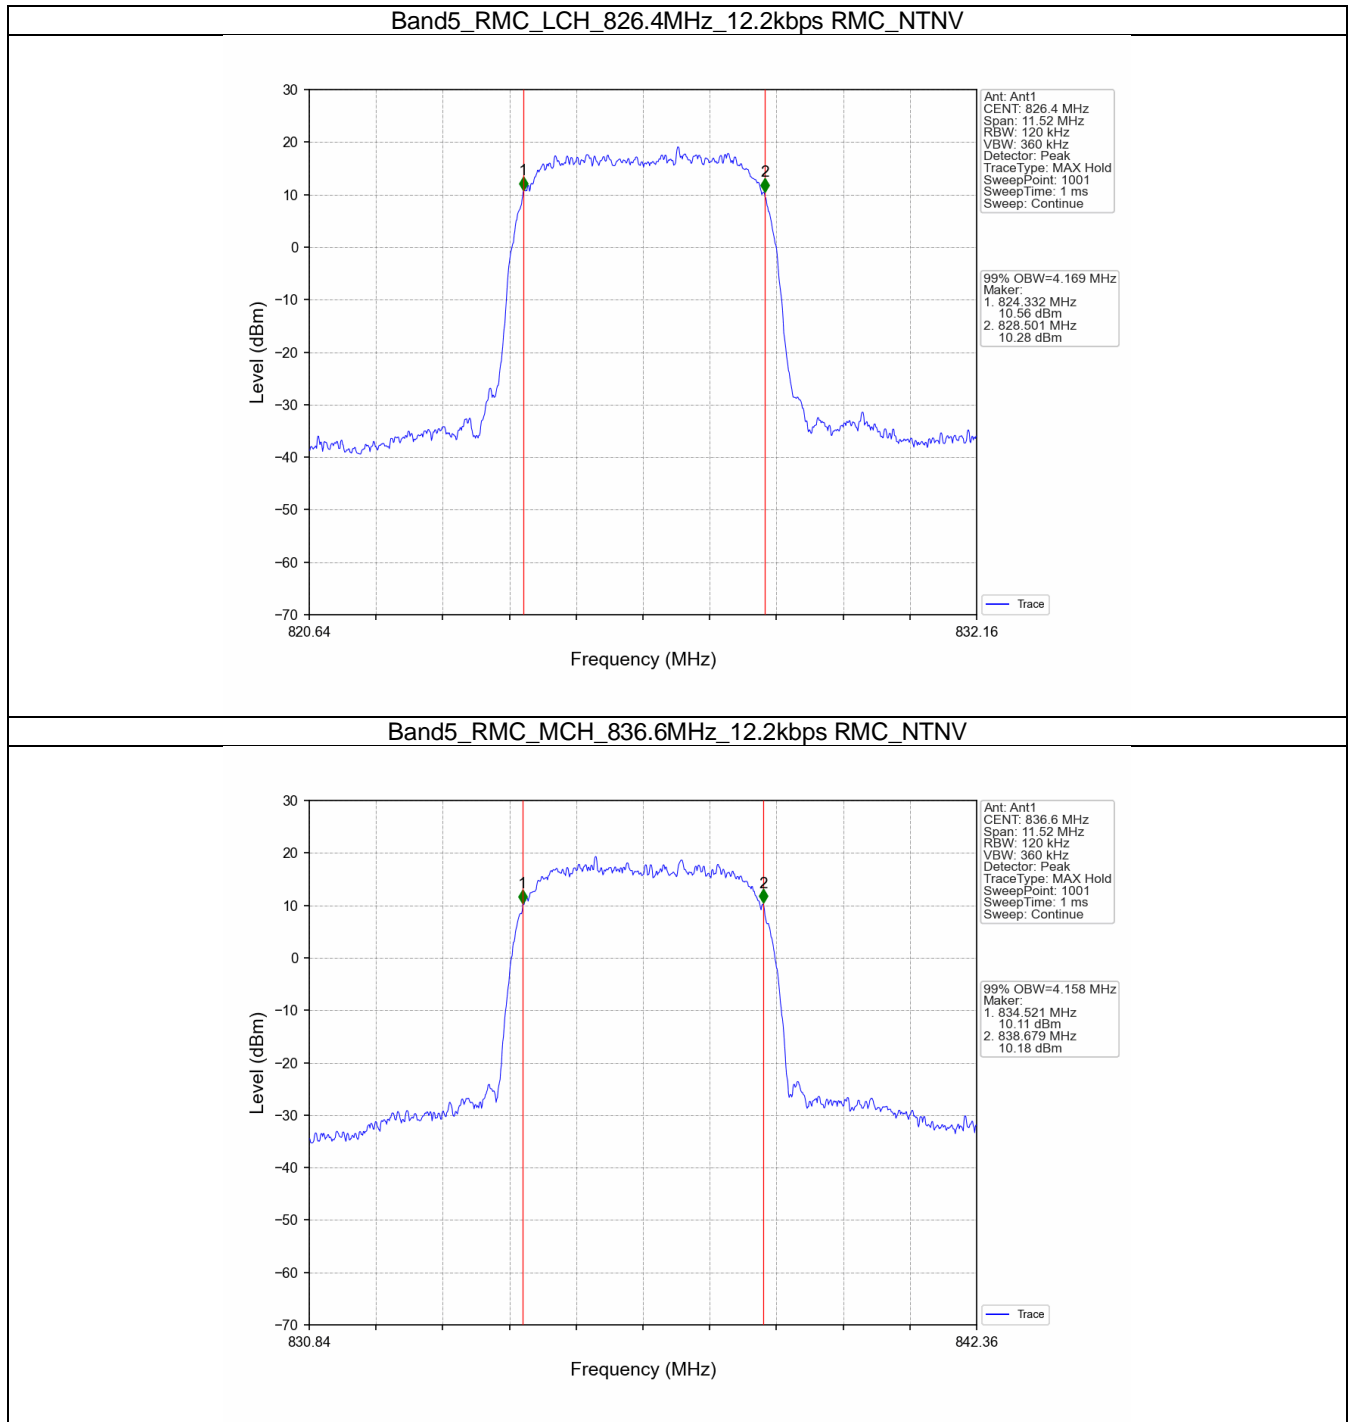 Band5_RMC_LCH_826.4MHz_12.2kbps RMC_NTNV
30
20
10
0
−10
−20
−30
−40
−50
−60
−70
Level (dBm)
1
2
820.64
832.16
Frequency (MHz)
Ant: Ant1
CENT: 826.4 MHz
Span: 11.52 MHz
RBW: 120 kHz
VBW: 360 kHz
Detector: Peak
TraceType: MAX Hold
SweepPoint: 1001
SweepTime: 1 ms
Sweep: Continue
99% OBW=4.169 MHz
Maker:
1. 824.332 MHz
10.56 dBm
2. 828.501 MHz
10.28 dBm
Trace
Band5_RMC_MCH_836.6MHz_12.2kbps RMC_NTNV
30
20
10
0
−10
−20
−30
−40
−50
−60
−70
Level (dBm)
1
2
830.84
842.36
Frequency (MHz)
Ant: Ant1
CENT: 836.6 MHz
Span: 11.52 MHz
RBW: 120 kHz
VBW: 360 kHz
Detector: Peak
TraceType: MAX Hold
SweepPoint: 1001
SweepTime: 1 ms
Sweep: Continue
99% OBW=4.158 MHz
Maker:
1. 834.521 MHz
10.11 dBm
2. 838.679 MHz
10.18 dBm
Trace